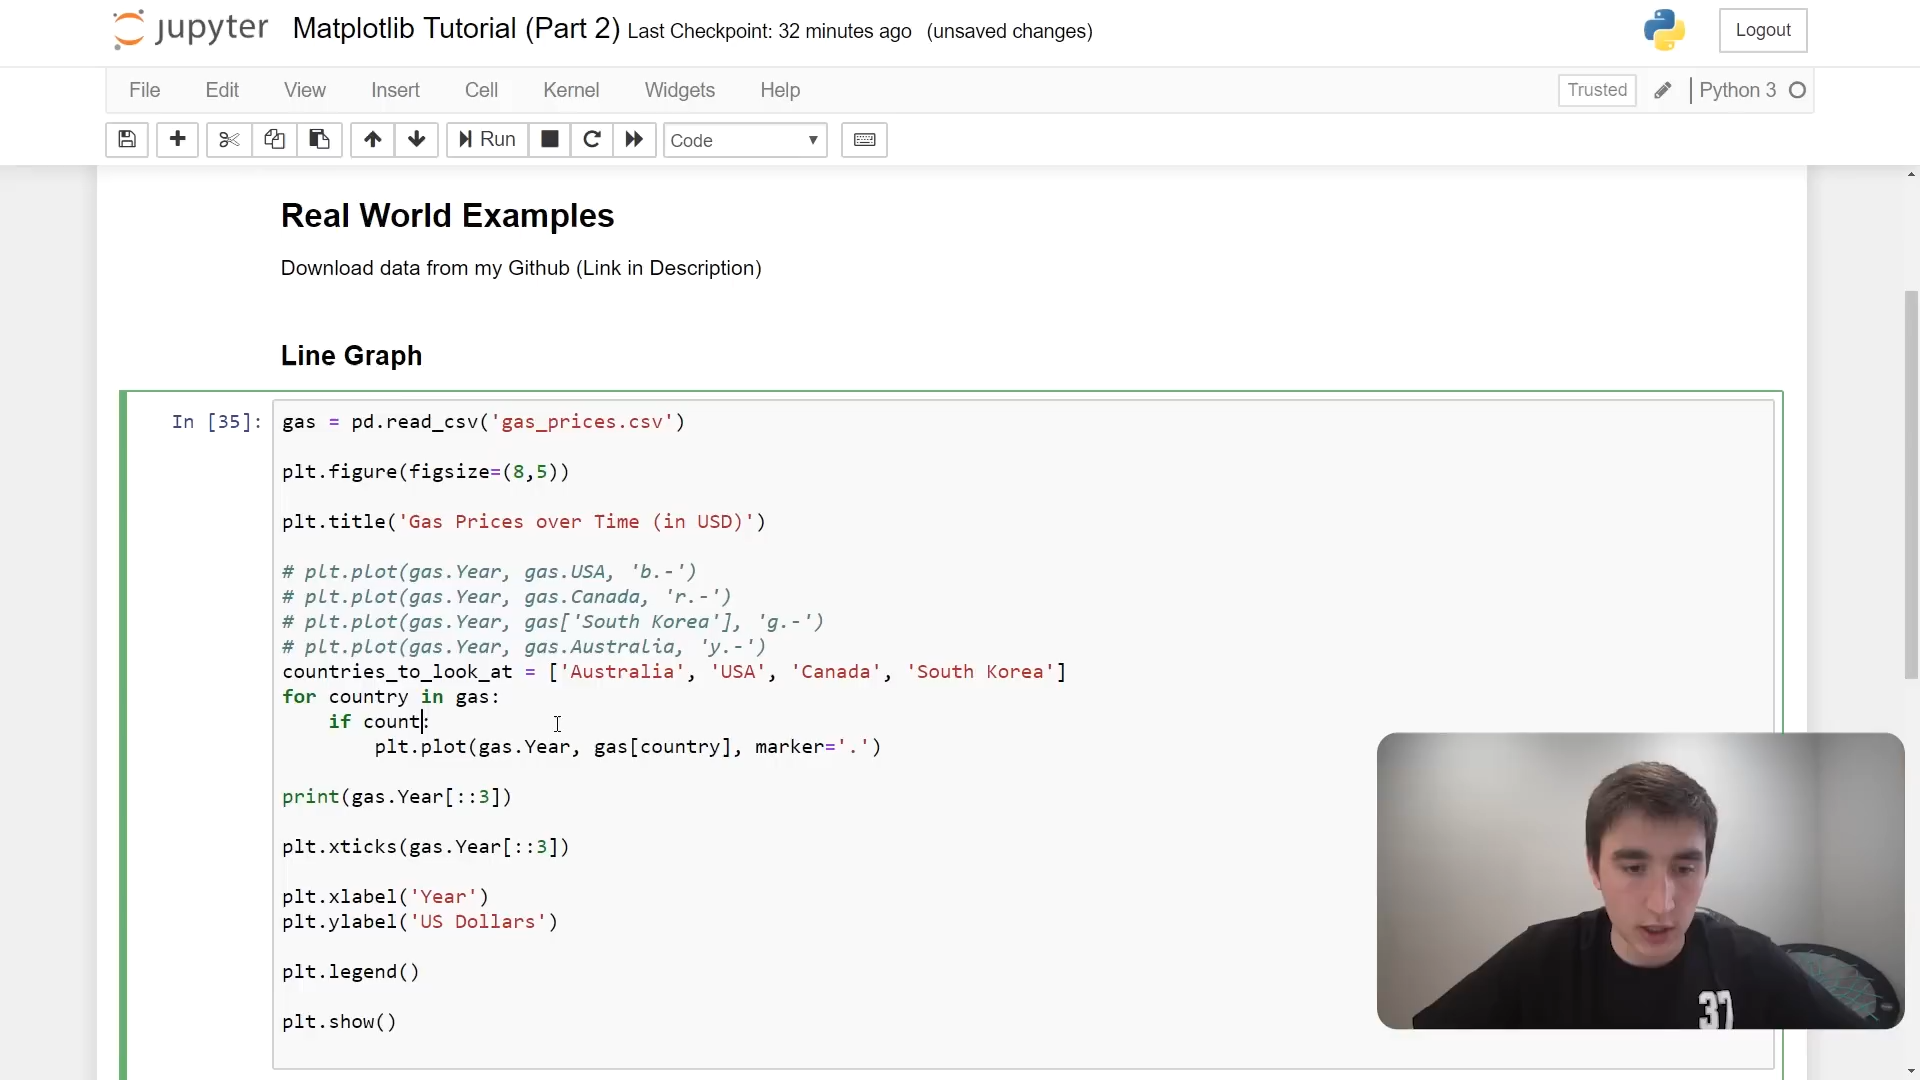 jupyter Matplotlib Tutorial (Part 2) Last Checkpoint: 32 minutes ago (unsaved changes) Logout
File Edit View Insert Cell Kernel Widgets Help Trusted Python 3
Run Code
Real World Examples
Download data from my Github (Link in Description)
Line Graph
In [35]: gas = pd.read_csv('gas_prices.csv')
plt.figure(figsize=(8,5))
plt.title('Gas Prices over Time (in USD)')
# plt.plot(gas.Year, gas.USA, 'b.-')
# plt.plot(gas.Year, gas.Canada, 'r.-')
# plt.plot(gas.Year, gas['South Korea'], 'g.-')
# plt.plot(gas.Year, gas.Australia, 'y.-')
countries_to_look_at = ['Australia', 'USA', 'Canada', 'South Korea']
for country in gas:
if count:
plt.plot(gas.Year, gas[country], marker='.')
print(gas.Year[::3])
plt.xticks(gas.Year[::3])
plt.xlabel('Year')
plt.ylabel('US Dollars')
plt.legend()
plt.show()
37